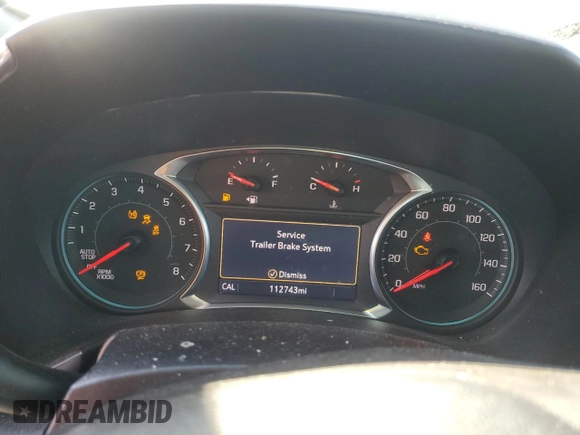 1 2 3 4 5 6 7 8
AUTO
STOP
OFF
RPM
X1000
E F
C H
Service
Trailer Brake System
Dismiss
CAL 112743mi
0 20 40 60 80 100 120 140 160
MPH
DREAMBID